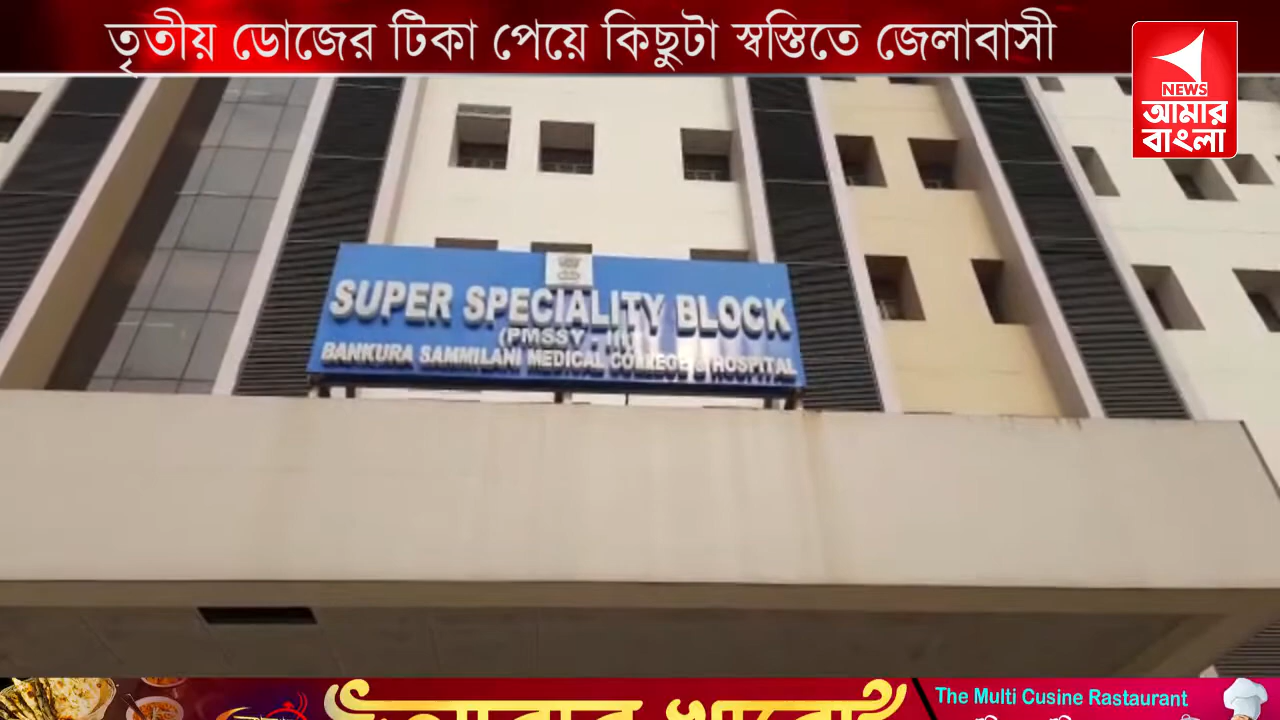 তৃতীয় ডোজের টিকা পেয়ে কিছুটা স্বস্তিতে জেলাবাসী
NEWS
আমার
বাংলা
SUPER SPECIALITY BLOCK
(PMSSY - III)
BANKURA SAMMILANI MEDICAL COLLEGE & HOSPITAL
The Multi Cusine Rastaurant